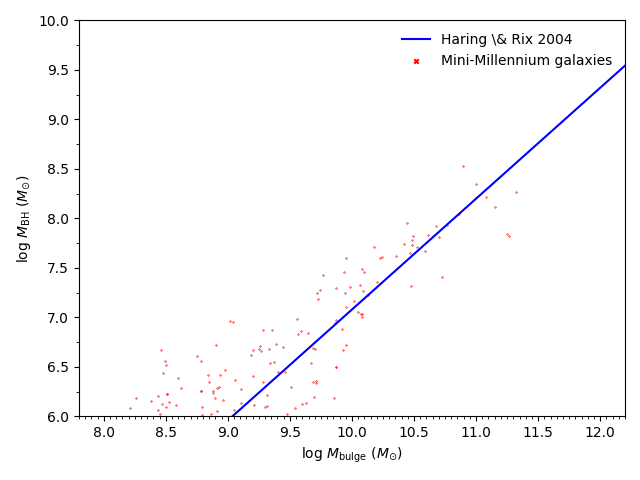 10.0
9.5
9.0
8.5
8.0
7.5
7.0
6.5
6.0
log M_BH (M_⊙)
Haring \& Rix 2004
Mini-Millennium galaxies
8.0 8.5 9.0 9.5 10.0 10.5 11.0 11.5 12.0
log M_bulge (M_⊙)